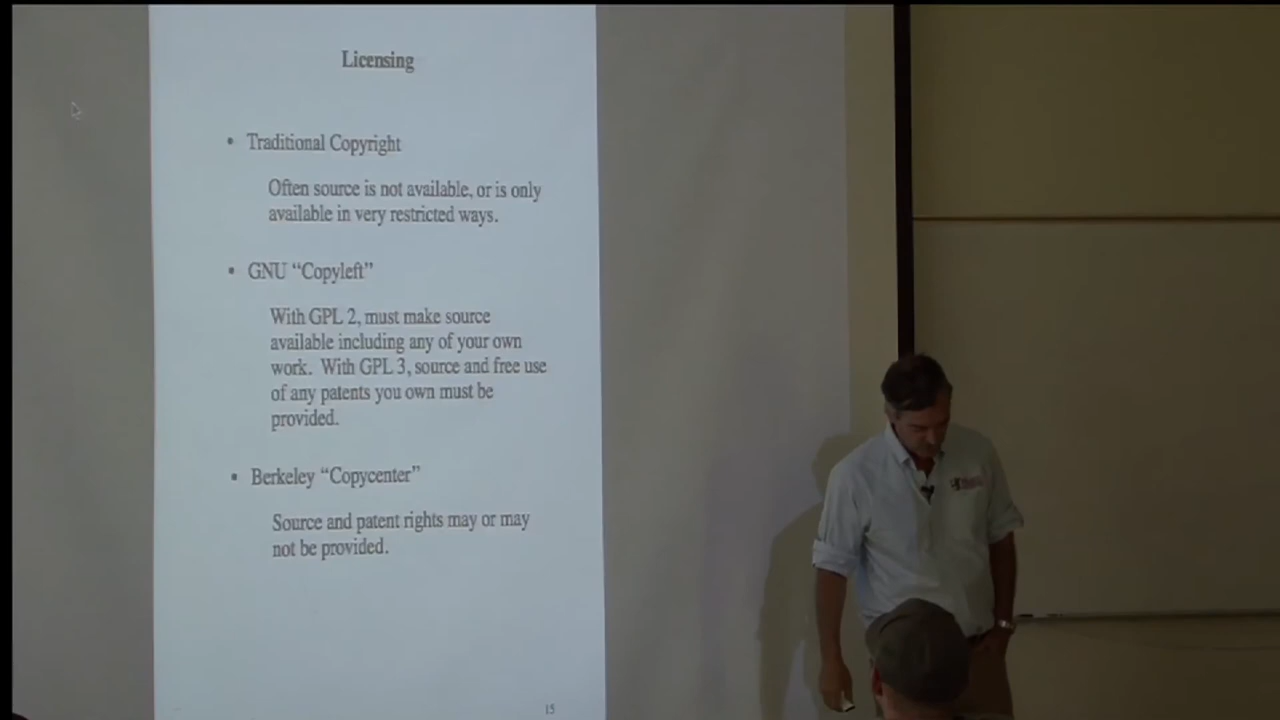 Licensing
• Traditional Copyright
Often source is not available, or is only
available in very restricted ways.
• GNU “Copyleft”
With GPL 2, must make source
available including any of your own
work. With GPL 3, source and free use
of any patents you own must be
provided.
• Berkeley “Copycenter”
Source and patent rights may or may
not be provided.
15